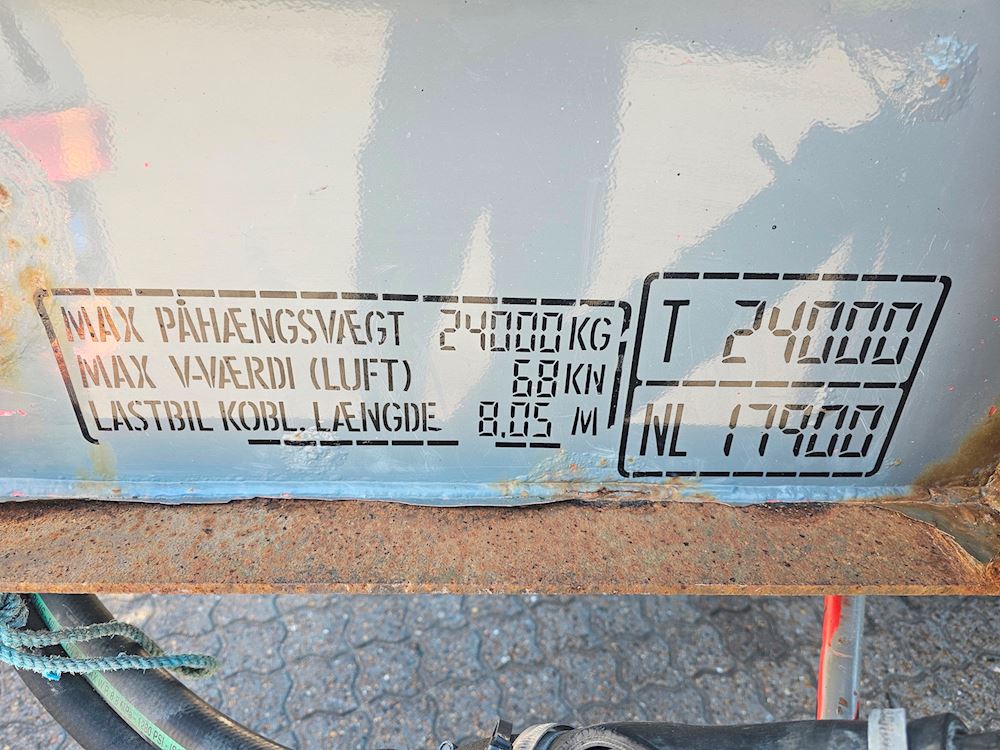 MAX PÅHÆNGSVÆGT 24000 KG
MAX V-VÆRDI (LUFT) 68 KN
LASTBIL KOBL. LÆNGDE 8.05 M
T 24000
NL 17900